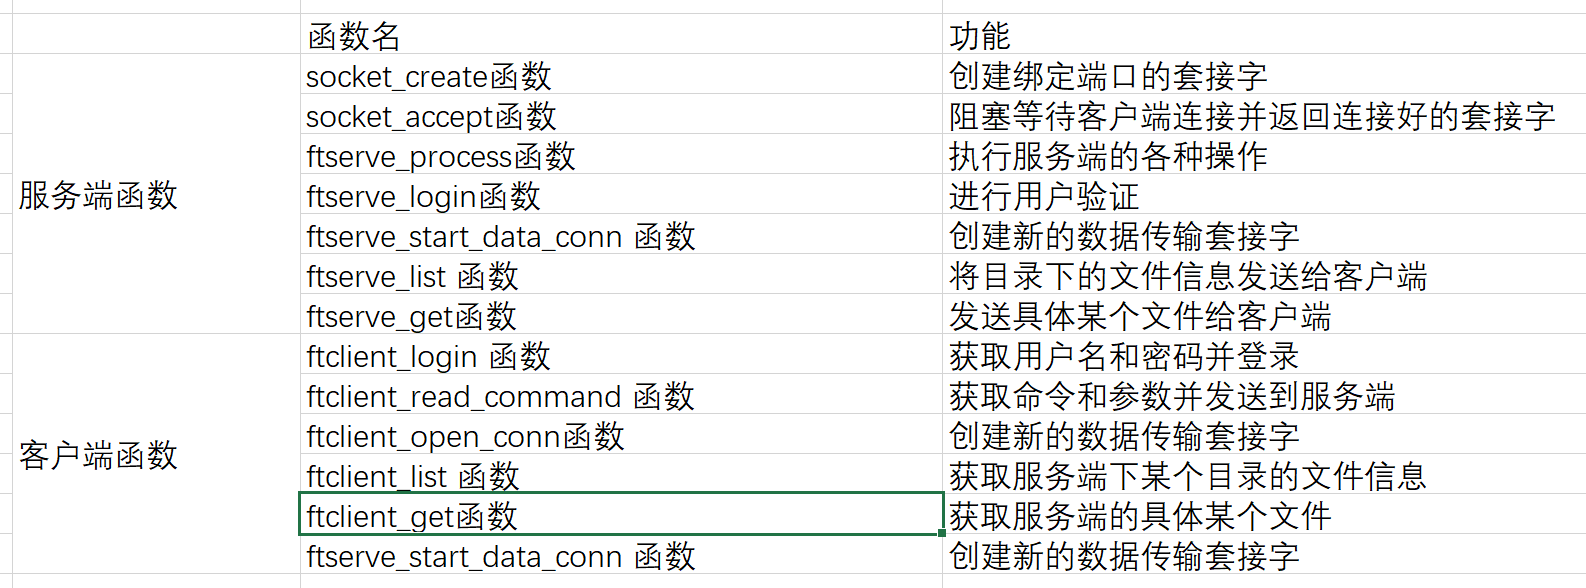 函数名 功能
服务端函数
socket_create函数 创建绑定端口的套接字
socket_accept函数 阻塞等待客户端连接并返回连接好的套接字
ftserve_process函数 执行服务端的各种操作
ftserve_login函数 进行用户验证
ftserve_start_data_conn 函数 创建新的数据传输套接字
ftserve_list 函数 将目录下的文件信息发送给客户端
ftserve_get函数 发送具体某个文件给客户端
客户端函数
ftclient_login 函数 获取用户名和密码并登录
ftclient_read_command 函数 获取命令和参数并发送到服务端
ftclient_open_conn函数 创建新的数据传输套接字
ftclient_list 函数 获取服务端下某个目录的文件信息
ftclient_get函数 获取服务端的具体某个文件
ftserve_start_data_conn 函数 创建新的数据传输套接字